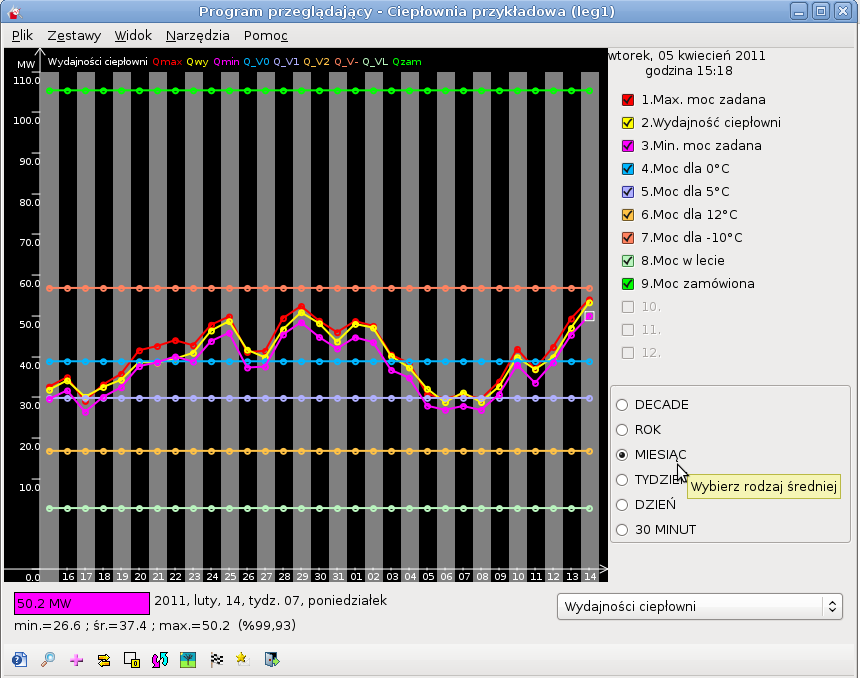 Program przeglądający - Ciepłownia przykładowa (leg1)
Plik Zestawy Widok Narzędzia Pomoc
MW Wydajności ciepłowni Qmax Qwy Qmin Q_V0 Q_V1 Q_V2 Q_V- Q_VL Qzam
110.0
100.0
90.0
80.0
70.0
60.0
50.0
40.0
30.0
20.0
10.0
0.0
16 17 18 19 20 21 22 23 24 25 26 27 28 29 30 31 01 02 03 04 05 06 07 08 09 10 11 12 13 14
wtorek, 05 kwiecień 2011
godzina 15:18
1.Max. moc zadana
2.Wydajność ciepłowni
3.Min. moc zadana
4.Moc dla 0°C
5.Moc dla 5°C
6.Moc dla 12°C
7.Moc dla -10°C
8.Moc w lecie
9.Moc zamówiona
10.
11.
12.
DECADE
ROK
MIESIĄC
TYDZIE
Wybierz rodzaj średniej
DZIEŃ
30 MINUT
50.2 MW 2011, luty, 14, tydz. 07, poniedziałek
min.=26.6 ; śr.=37.4 ; max.=50.2 (%99,93)
Wydajności ciepłowni